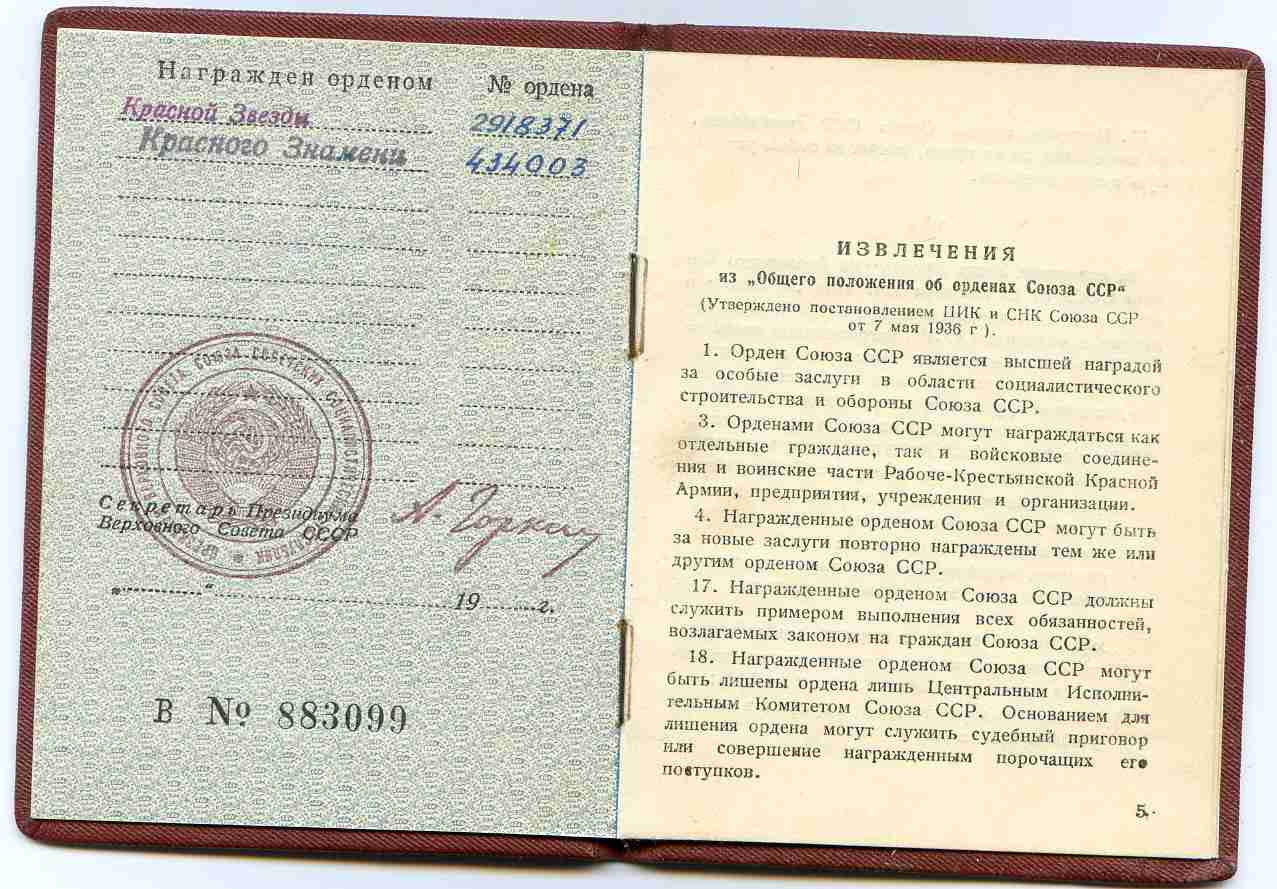 Награжден орденом № ордена
Красной Звезды 2918371
Красного Знамени 434003
Секретарь Президиума
Верховного Совета СССР
А. Горкин
„ “ 19 г.
В № 883099
ИЗВЛЕЧЕНИЯ
из „Общего положения об орденах Союза ССР“
(Утверждено постановлением ЦИК и СНК Союза ССР
от 7 мая 1936 г ).
1. Орден Союза ССР является высшей наградой
за особые заслуги в области социалистического
строительства и обороны Союза ССР.
3. Орденами Союза ССР могут награждаться как
отдельные граждане, так и войсковые соедине-
ния и воинские части Рабоче-Крестьянской Красной
Армии, предприятия, учреждения и организации.
4. Награжденные орденом Союза ССР могут быть
за новые заслуги повторно награждены тем же или
другим орденом Союза ССР.
17. Награжденные орденом Союза ССР должны
служить примером выполнения всех обязанностей,
возлагаемых законом на граждан Союза ССР.
18. Награжденные орденом Союза ССР могут
быть лишены ордена лишь Центральным Исполни-
тельным Комитетом Союза ССР. Основанием для
лишения ордена могут служить судебный приговор
или совершение награжденным порочащих его
поступков.
5.